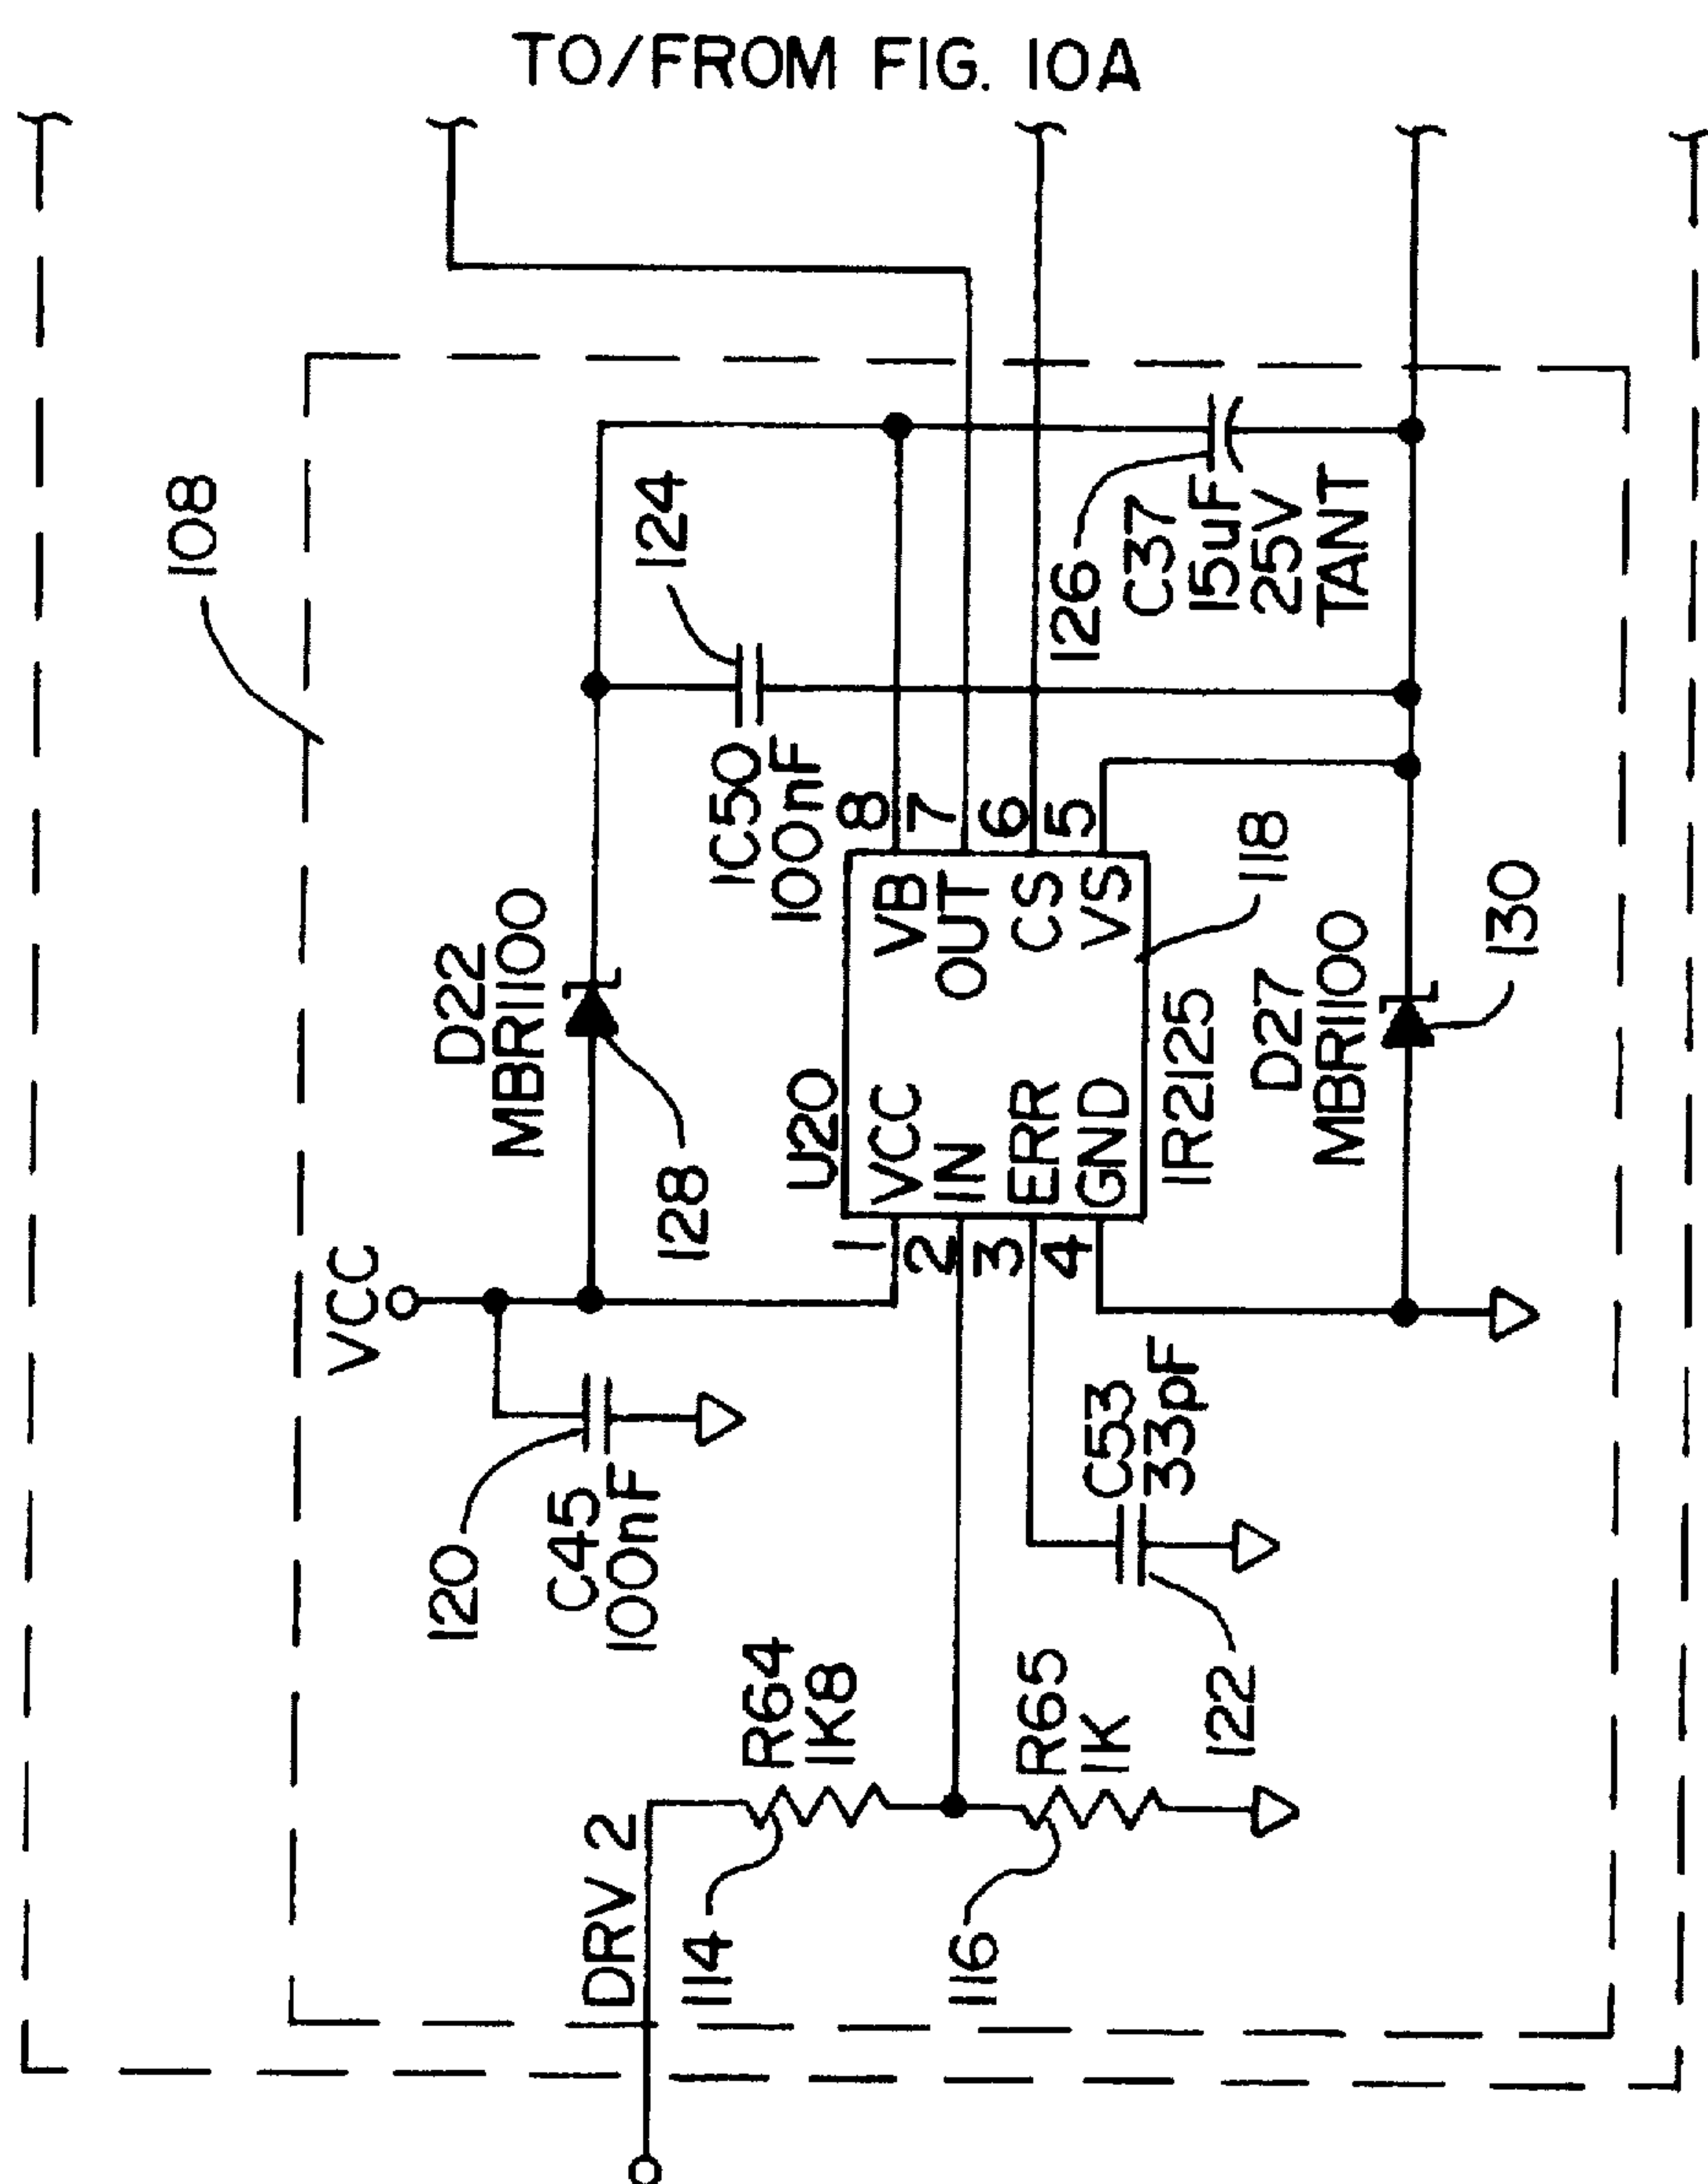 TO/FROM FIG. 10A
108
VCC
120
C45
100nF
D22
MBR1100
128
124
1C50
100nF
126
C37
15uF
25V
TANT
U20
1
2
3
4
VCC
IN
ERR
GND
VB
OUT
CS
VS
8
7
6
5
IR2125
118
D27
MBR1100
130
C53
33pF
122
DRV 2
R64
1K8
114
R65
1K
116